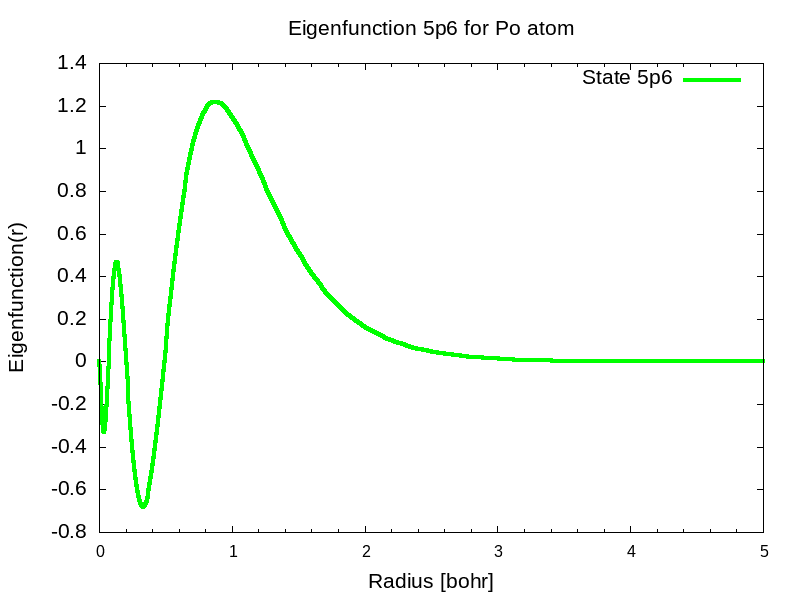 Eigenfunction 5p6 for Po atom
State 5p6
1.4
1.2
1
0.8
0.6
0.4
0.2
0
-0.2
-0.4
-0.6
-0.8
Eigenfunction(r)
0 1 2 3 4 5
Radius [bohr]